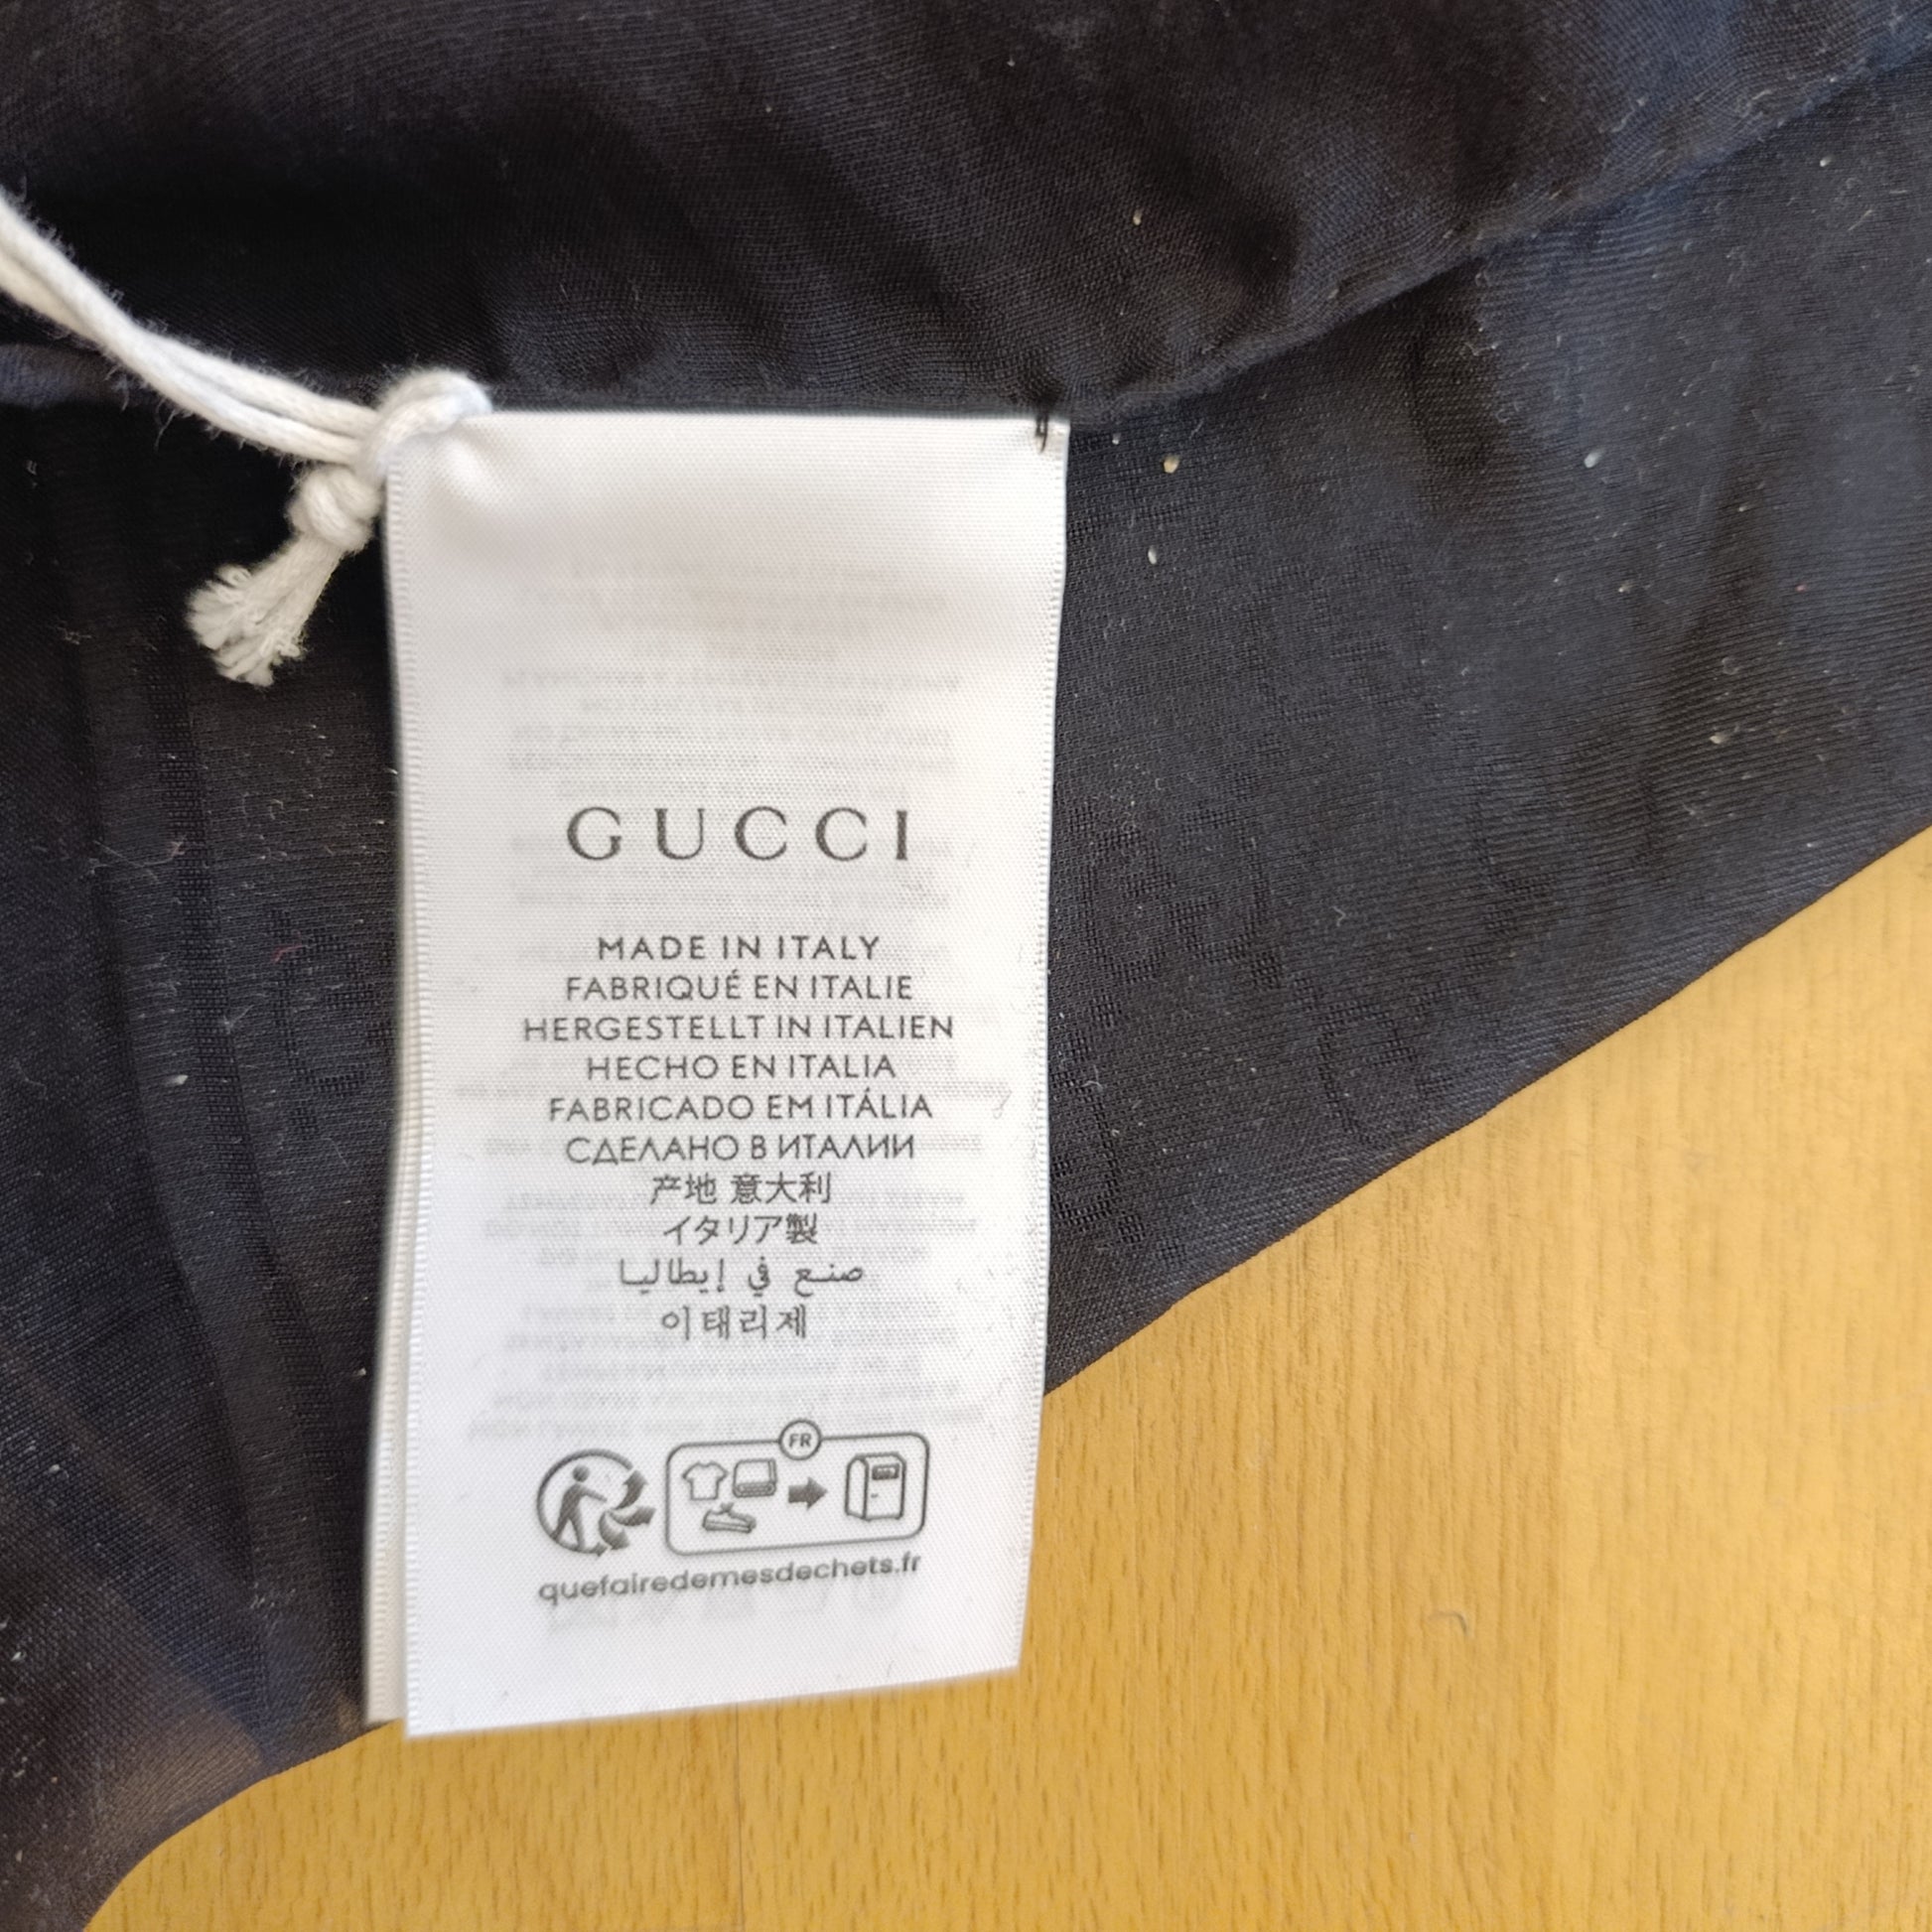 GUCCI
MADE IN ITALY
FABRIQUÉ EN ITALIE
HERGESTELLT IN ITALIEN
HECHO EN ITALIA
FABRICADO EM ITÁLIA
СДЕЛАНО В ИТАЛИИ
产地 意大利
イタリア製
صنع في إيطاليا
이태리제
FR
quefairedemesdechets.fr